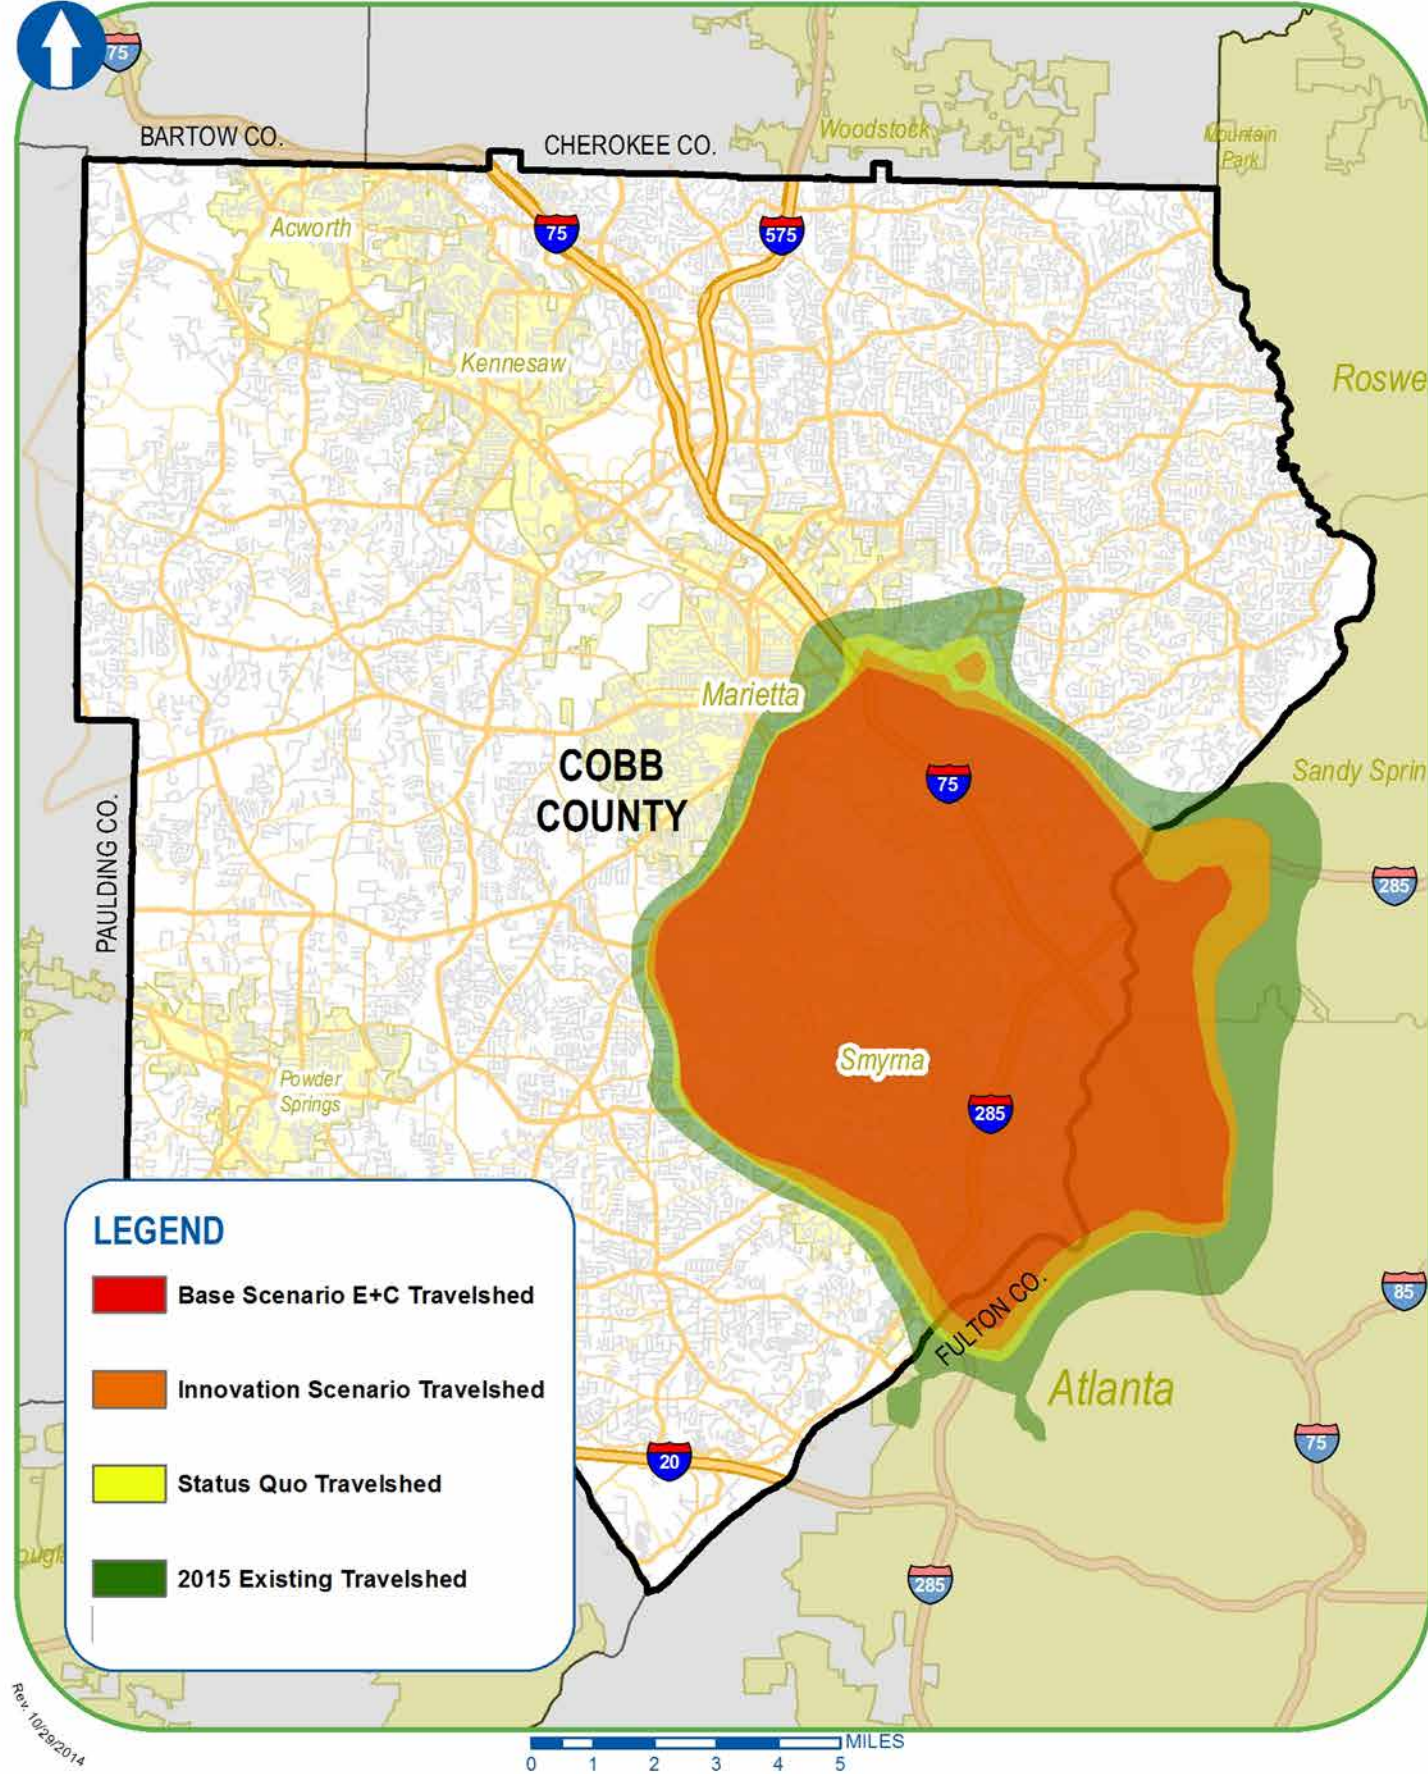 75
BARTOW CO.
CHEROKEE CO.
Woodstock
Mountain
Park
Acworth
75
575
Kennesaw
Roswe
Marietta
COBB
COUNTY
75
Sandy Sprin
285
PAULDING CO.
Smyrna
285
Powder
Springs
LEGEND
Base Scenario E+C Travelshed
Innovation Scenario Travelshed
Status Quo Travelshed
2015 Existing Travelshed
FULTON CO.
85
Atlanta
75
20
285
ougla
Rev. 10/29/2014
MILES
0 1 2 3 4 5